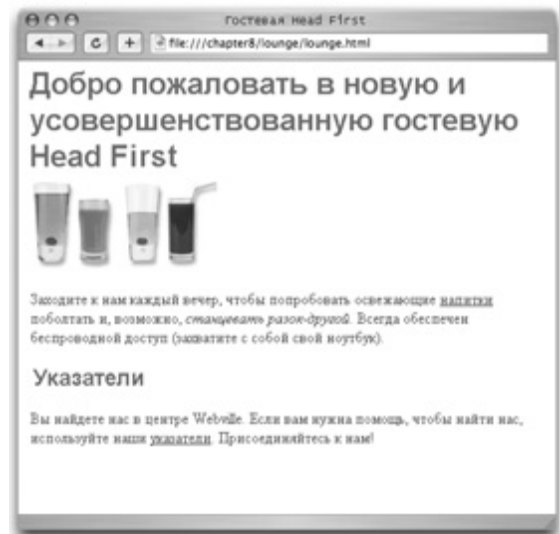 Гостевая Head First
file:///chapter8/lounge/lounge.html
Добро пожаловать в новую и
усовершенствованную гостевую
Head First
Заходите к нам каждый вечер, чтобы попробовать освежающие напитки
поболтать и, возможно, станцевать разок-другой. Всегда обеспечен
беспроводной доступ (захватите с собой свой ноутбук).
Указатели
Вы найдете нас в центре Webville. Если вам нужна помощь, чтобы найти нас,
используйте наши указатели. Присоединяйтесь к нам!